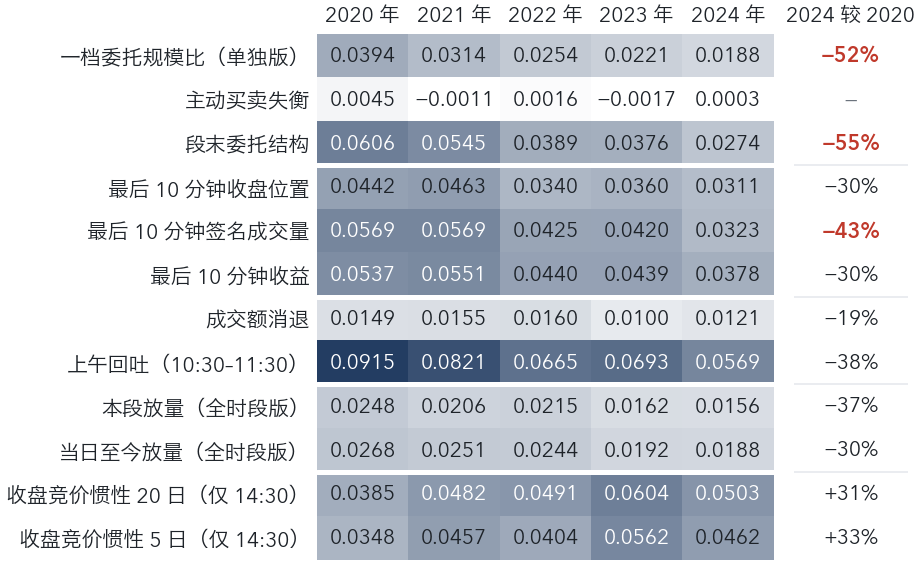 2020 年 2021 年 2022 年 2023 年 2024 年 2024 较 2020
一档委托规模比（单独版） 0.0394 0.0314 0.0254 0.0221 0.0188 −52%
主动买卖失衡 0.0045 −0.0011 0.0016 −0.0017 0.0003 –
段末委托结构 0.0606 0.0545 0.0389 0.0376 0.0274 −55%
最后 10 分钟收盘位置 0.0442 0.0463 0.0340 0.0360 0.0311 −30%
最后 10 分钟签名成交量 0.0569 0.0569 0.0425 0.0420 0.0323 −43%
最后 10 分钟收益 0.0537 0.0551 0.0440 0.0439 0.0378 −30%
成交额消退 0.0149 0.0155 0.0160 0.0100 0.0121 −19%
上午回吐（10:30–11:30） 0.0915 0.0821 0.0665 0.0693 0.0569 −38%
本段放量（全时段版） 0.0248 0.0206 0.0215 0.0162 0.0156 −37%
当日至今放量（全时段版） 0.0268 0.0251 0.0244 0.0192 0.0188 −30%
收盘竞价惯性 20 日（仅 14:30） 0.0385 0.0482 0.0491 0.0604 0.0503 +31%
收盘竞价惯性 5 日（仅 14:30） 0.0348 0.0457 0.0404 0.0562 0.0462 +33%